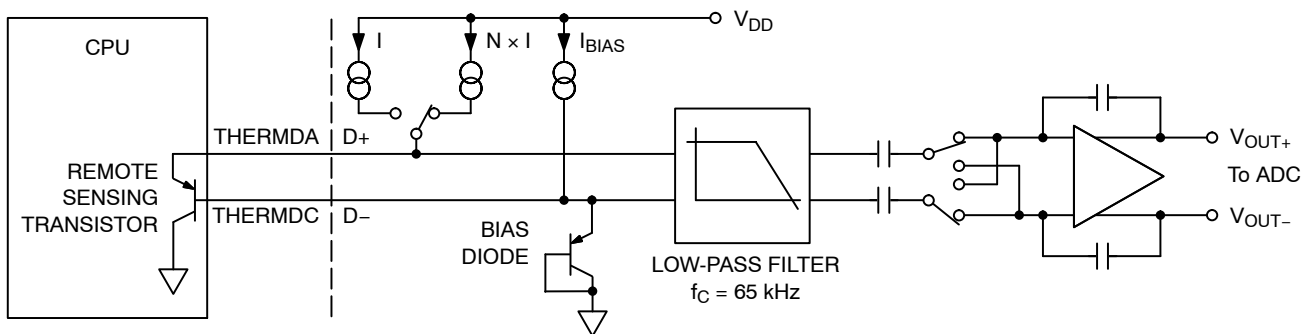 CPU
I
N × I
I_BIAS
V_DD
THERMDA
D+
REMOTE
SENSING
TRANSISTOR
THERMDC
D−
BIAS
DIODE
LOW-PASS FILTER
f_C = 65 kHz
V_OUT+
To ADC
V_OUT−